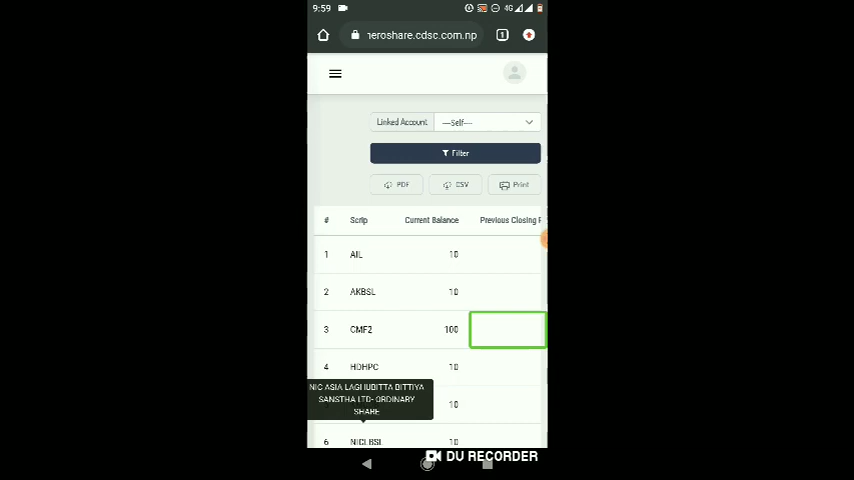 9:59
4G
neroshare.cdsc.com.np
1
Linked Account
---Self---
Filter
PDF
CSV
Print
# Scrip Current Balance Previous Closing
1 AIL 10
2 AKBSL 10
3 CMF2 100
4 HDHPC 10
NIC ASIA LAGHUBITTA BITTIYA
SANSTHA LTD- ORDINARY
SHARE
10
6 NICLBSL 10
DU RECORDER